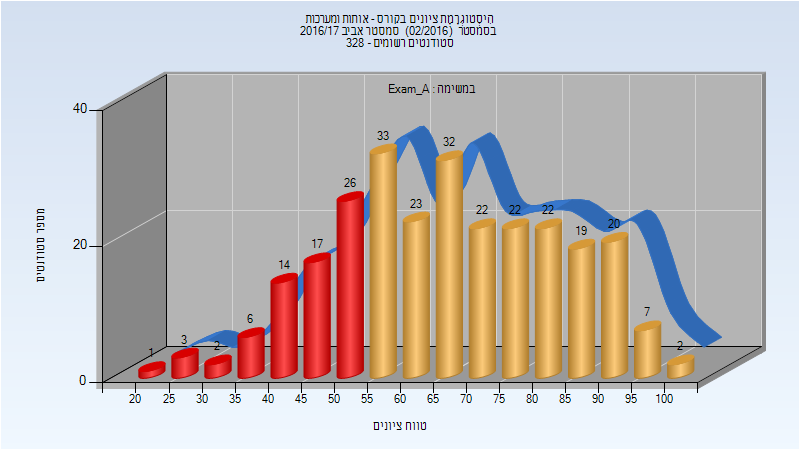 היסטוגרמת ציונים בקורס - אותות ומערכות
בסמסטר (02/2016) סמסטר אביב 2016/17
סטודנטים רשומים - 328
במשימה : Exam_A
מספר סטודנטים
40
20
0
1
3
2
6
14
17
26
33
23
32
22
22
22
19
20
7
2
20 25 30 35 40 45 50 55 60 65 70 75 80 85 90 95 100
טווח ציונים